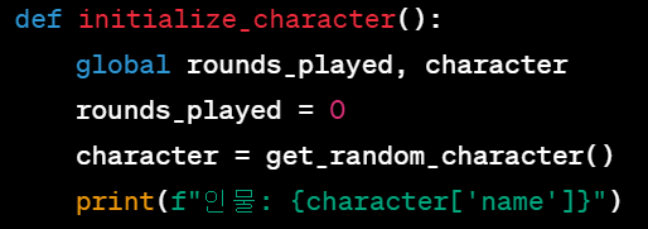 def initialize_character():
    global rounds_played, character
    rounds_played = 0
    character = get_random_character()
    print(f"인물: {character['name']}")